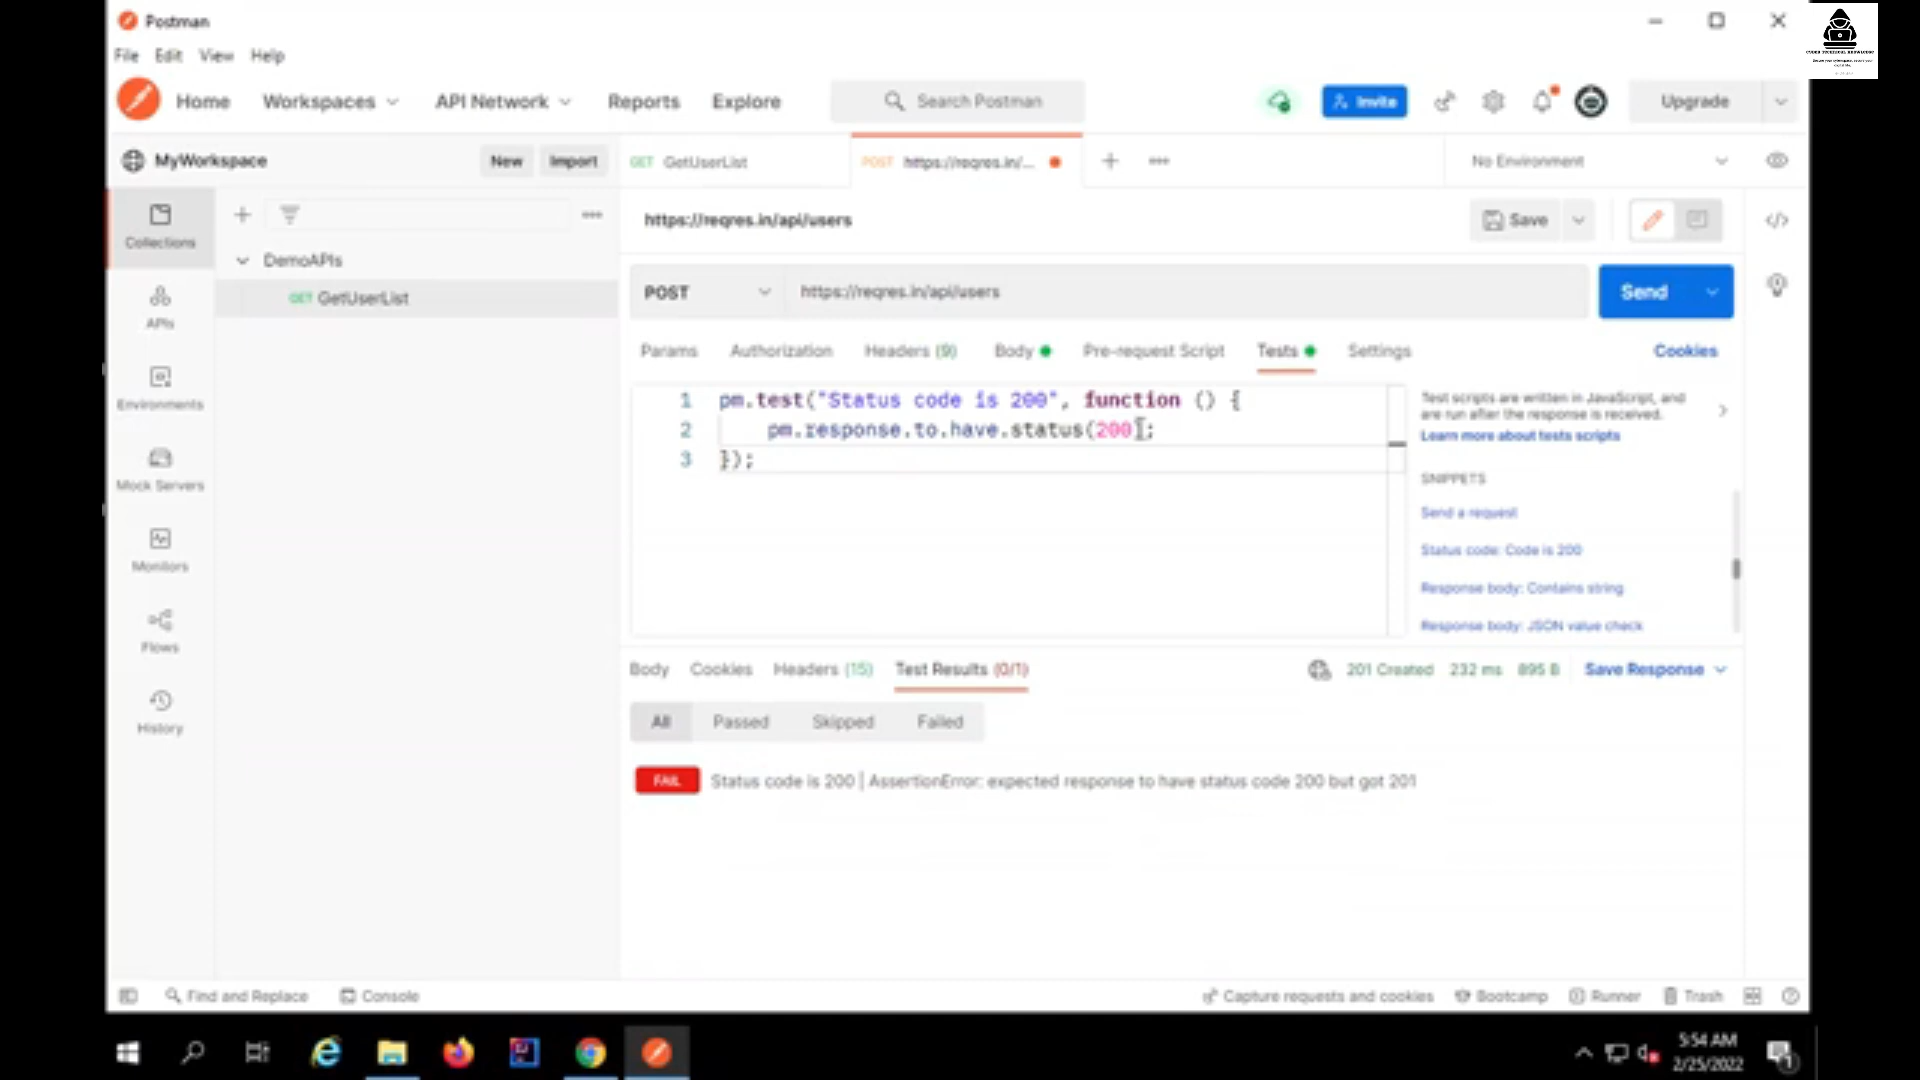 Postman
File Edit View Help
Home Workspaces API Network Reports Explore Search Postman Invite Upgrade
MyWorkspace New Import GET GetUserList POST https://reqres.in/... No Environment
https://reqres.in/api/users Save
DemoAPIs
GET GetUserList
POST https://reqres.in/api/users Send
Collections
APIs
Environments
Mock Servers
Monitors
Flows
History
Params Authorization Headers (9) Body Pre-request Script Tests Settings Cookies
1 pm.test("Status code is 200", function () {
2 pm.response.to.have.status(200);
3 });
Test scripts are written in JavaScript, and
are run after the response is received.
Learn more about tests scripts
SNIPPETS
Send a request
Status code: Code is 200
Response body: Contains string
Response body: JSON value check
Body Cookies Headers (15) Test Results (0/1) 201 Created 232 ms 895 B Save Response
All Passed Skipped Failed
FAIL Status code is 200 | AssertionError: expected response to have status code 200 but got 201
Find and Replace Console Capture requests and cookies Bootcamp Runner Trash
5:54 AM
2/25/2022
1